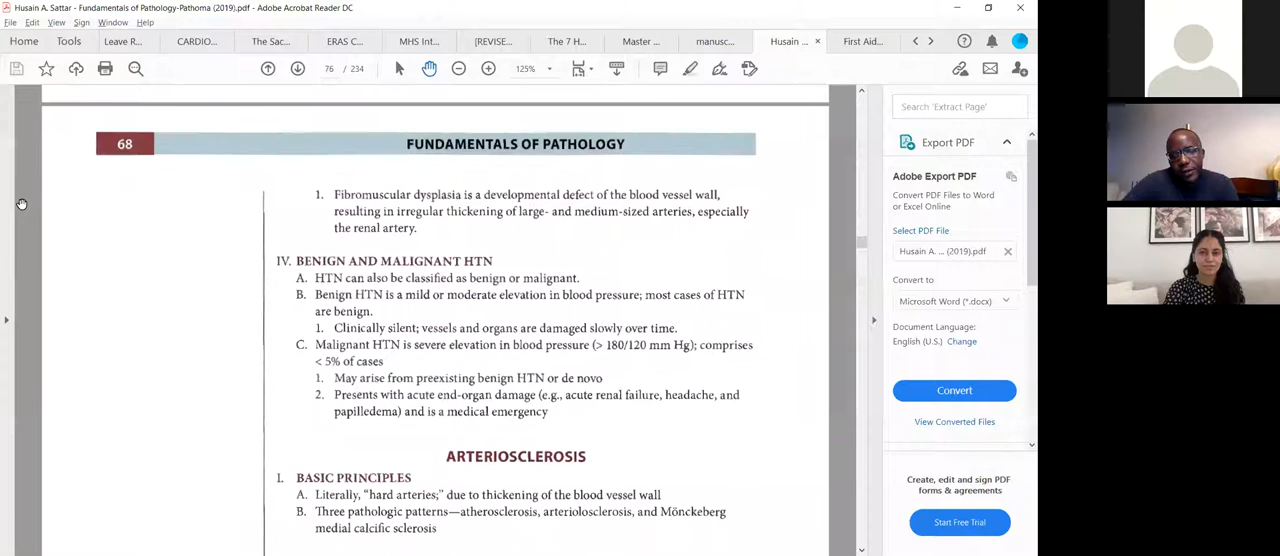 Husain A. Sattar - Fundamentals of Pathology-Pathoma (2019).pdf - Adobe Acrobat Reader DC
File Edit View Sign Window Help
Home Tools Leave R... CARDIO... The Sac... ERAS C... MHS Int... [REVISE... The 7 H... Master ... manusc... Husain ... × First Aid...
76 / 234 125%
Search 'Extract Page'
68 FUNDAMENTALS OF PATHOLOGY
Export PDF
1. Fibromuscular dysplasia is a developmental defect of the blood vessel wall,
resulting in irregular thickening of large- and medium-sized arteries, especially
the renal artery.
IV. BENIGN AND MALIGNANT HTN
A. HTN can also be classified as benign or malignant.
B. Benign HTN is a mild or moderate elevation in blood pressure; most cases of HTN
are benign.
1. Clinically silent; vessels and organs are damaged slowly over time.
C. Malignant HTN is severe elevation in blood pressure (> 180/120 mm Hg); comprises
< 5% of cases
1. May arise from preexisting benign HTN or de novo
2. Presents with acute end-organ damage (e.g., acute renal failure, headache, and
papilledema) and is a medical emergency
ARTERIOSCLEROSIS
I. BASIC PRINCIPLES
A. Literally, "hard arteries;" due to thickening of the blood vessel wall
B. Three pathologic patterns—atherosclerosis, arteriolosclerosis, and Mönckeberg
medial calcific sclerosis
Adobe Export PDF
Convert PDF Files to Word
or Excel Online
Select PDF File
Husain A. ... (2019).pdf
Convert to
Microsoft Word (*.docx)
Document Language:
English (U.S.) Change
Convert
View Converted Files
Create, edit and sign PDF
forms & agreements
Start Free Trial